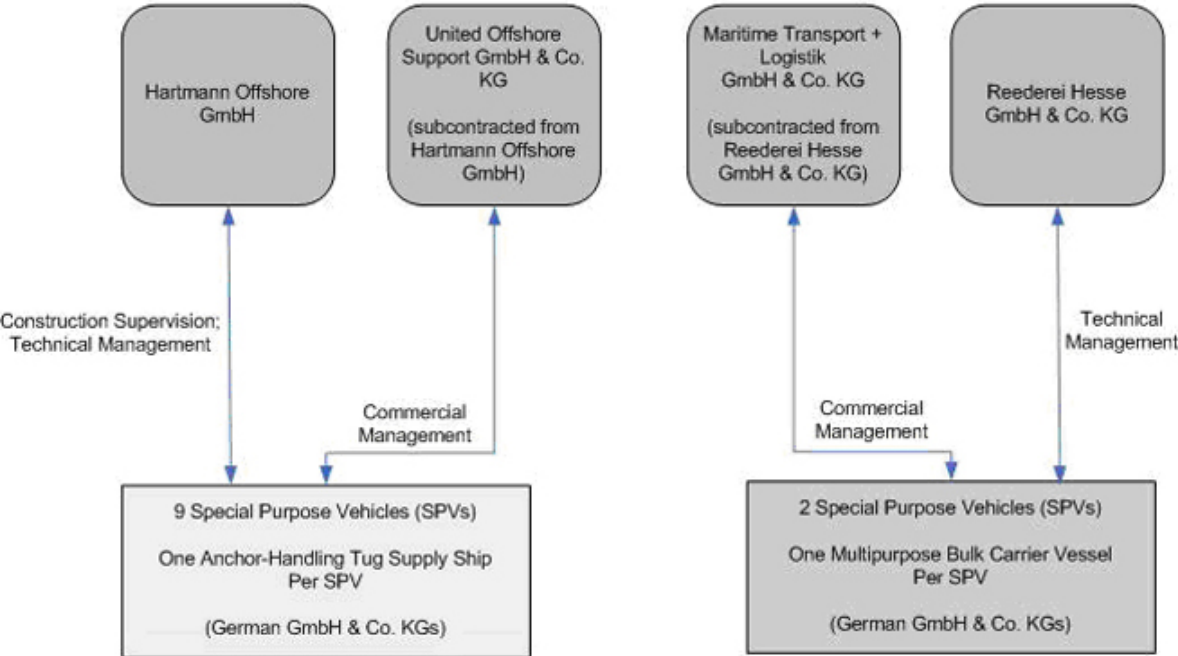 Hartmann Offshore
GmbH
United Offshore
Support GmbH & Co.
KG
(subcontracted from
Hartmann Offshore
GmbH)
Maritime Transport +
Logistik
GmbH & Co. KG
(subcontracted from
Reederei Hesse
GmbH & Co. KG)
Reederei Hesse
GmbH & Co. KG
Construction Supervision;
Technical Management
Commercial
Management
Commercial
Management
Technical
Management
9 Special Purpose Vehicles (SPVs)
One Anchor-Handling Tug Supply Ship
Per SPV
(German GmbH & Co. KGs)
2 Special Purpose Vehicles (SPVs)
One Multipurpose Bulk Carrier Vessel
Per SPV
(German GmbH & Co. KGs)